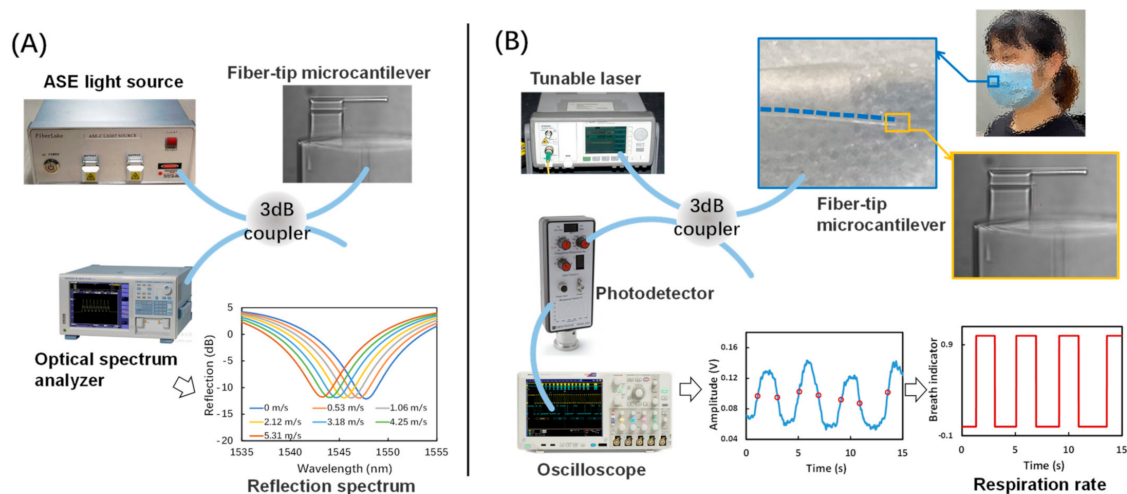 (A)
ASE light source
Fiber-tip microcantilever
FiberLake
ASE-C LIGHT SOURCE
3dB
coupler
Optical spectrum
analyzer
Reflection (dB)
5
0
-5
-10
-15
-20
0 m/s 0.53 m/s 1.06 m/s
2.12 m/s 3.18 m/s 4.25 m/s
5.31 m/s
1535 1540 1545 1550 1555
Wavelength (nm)
Reflection spectrum
(B)
Tunable laser
3dB
coupler
Fiber-tip
microcantilever
Photodetector
Oscilloscope
Amplitude (V)
0.16
0.12
0.08
0.04
0 5 10 15
Time (s)
Breath indicator
0.9
-0.1
0 5 10 15
Time (s)
Respiration rate